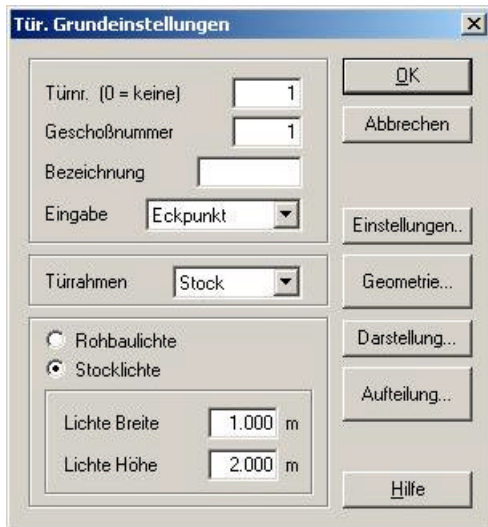 Tür. Grundeinstellungen
Türnr. (0 = keine) 1
Geschoßnummer 1
Bezeichnung
Eingabe Eckpunkt
Türrahmen Stock
Rohbaulichte
Stocklichte
Lichte Breite 1.000 m
Lichte Höhe 2.000 m
OK
Abbrechen
Einstellungen..
Geometrie...
Darstellung...
Aufteilung...
Hilfe